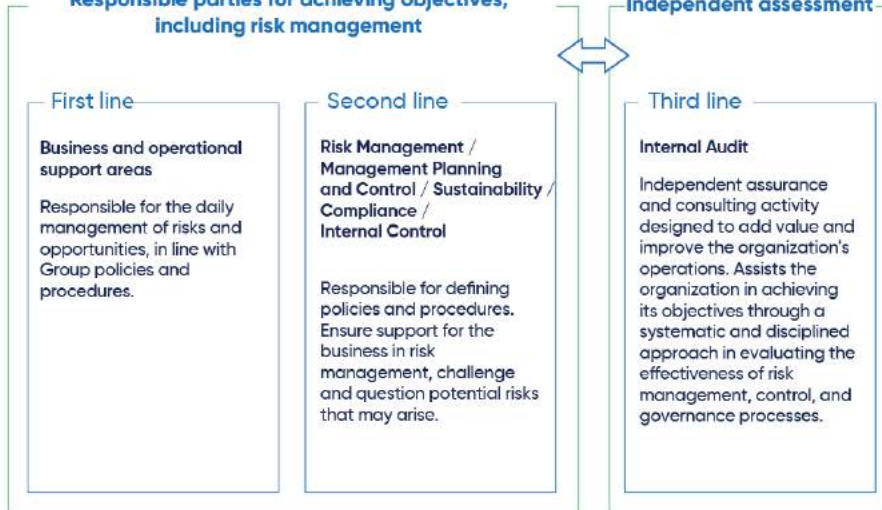 Responsible parties for achieving objectives,
including risk management
Independent assessment
First line
Business and operational
support areas
Responsible for the daily
management of risks and
opportunities, in line with
Group policies and
procedures.
Second line
Risk Management /
Management Planning
and Control / Sustainability /
Compliance /
Internal Control
Responsible for defining
policies and procedures.
Ensure support for the
business in risk
management, challenge
and question potential risks
that may arise.
Third line
Internal Audit
Independent assurance
and consulting activity
designed to add value and
improve the organization's
operations. Assists the
organization in achieving
its objectives through a
systematic and disciplined
approach in evaluating the
effectiveness of risk
management, control, and
governance processes.